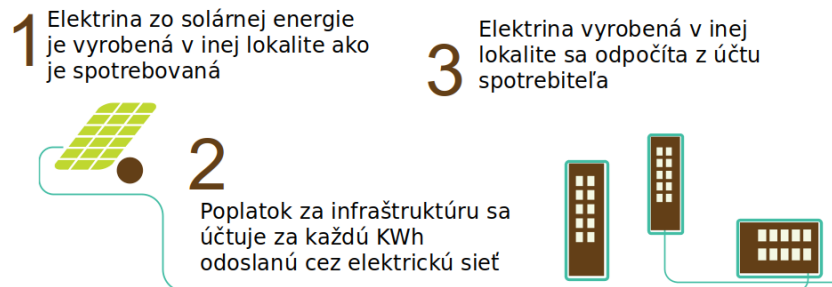 1
Elektrina zo solárnej energie
je vyrobená v inej lokalite ako
je spotrebovaná
2
Poplatok za infraštruktúru sa
účtuje za každú KWh
odoslanú cez elektrickú sieť
3
Elektrina vyrobená v inej
lokalite sa odpočíta z účtu
spotrebiteľa